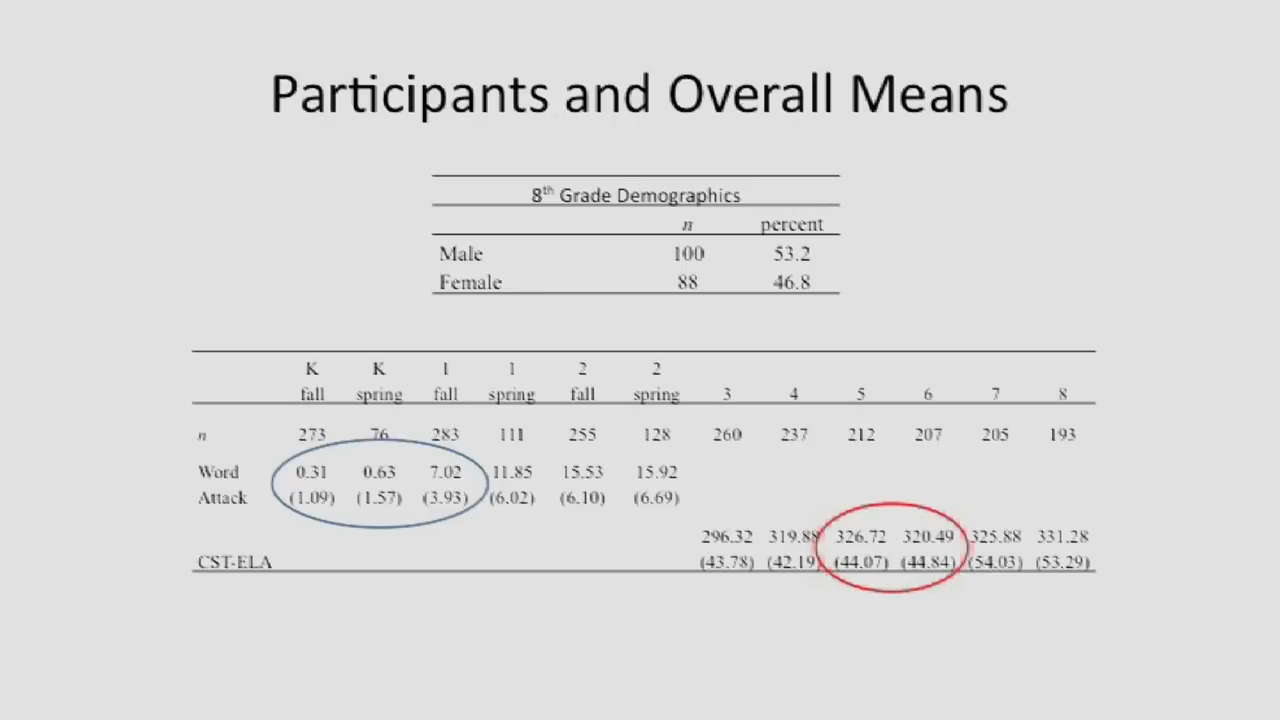 Participants and Overall Means
8th Grade Demographics
n percent
Male 100 53.2
Female 88 46.8
K K 1 1 2 2
fall spring fall spring fall spring 3 4 5 6 7 8
n 273 76 283 111 255 128 260 237 212 207 205 193
Word 0.31 0.63 7.02 11.85 15.53 15.92
Attack (1.09) (1.57) (3.93) (6.02) (6.10) (6.69)
296.32 319.88 326.72 320.49 325.88 331.28
CST-ELA (43.78) (42.19) (44.07) (44.84) (54.03) (53.29)